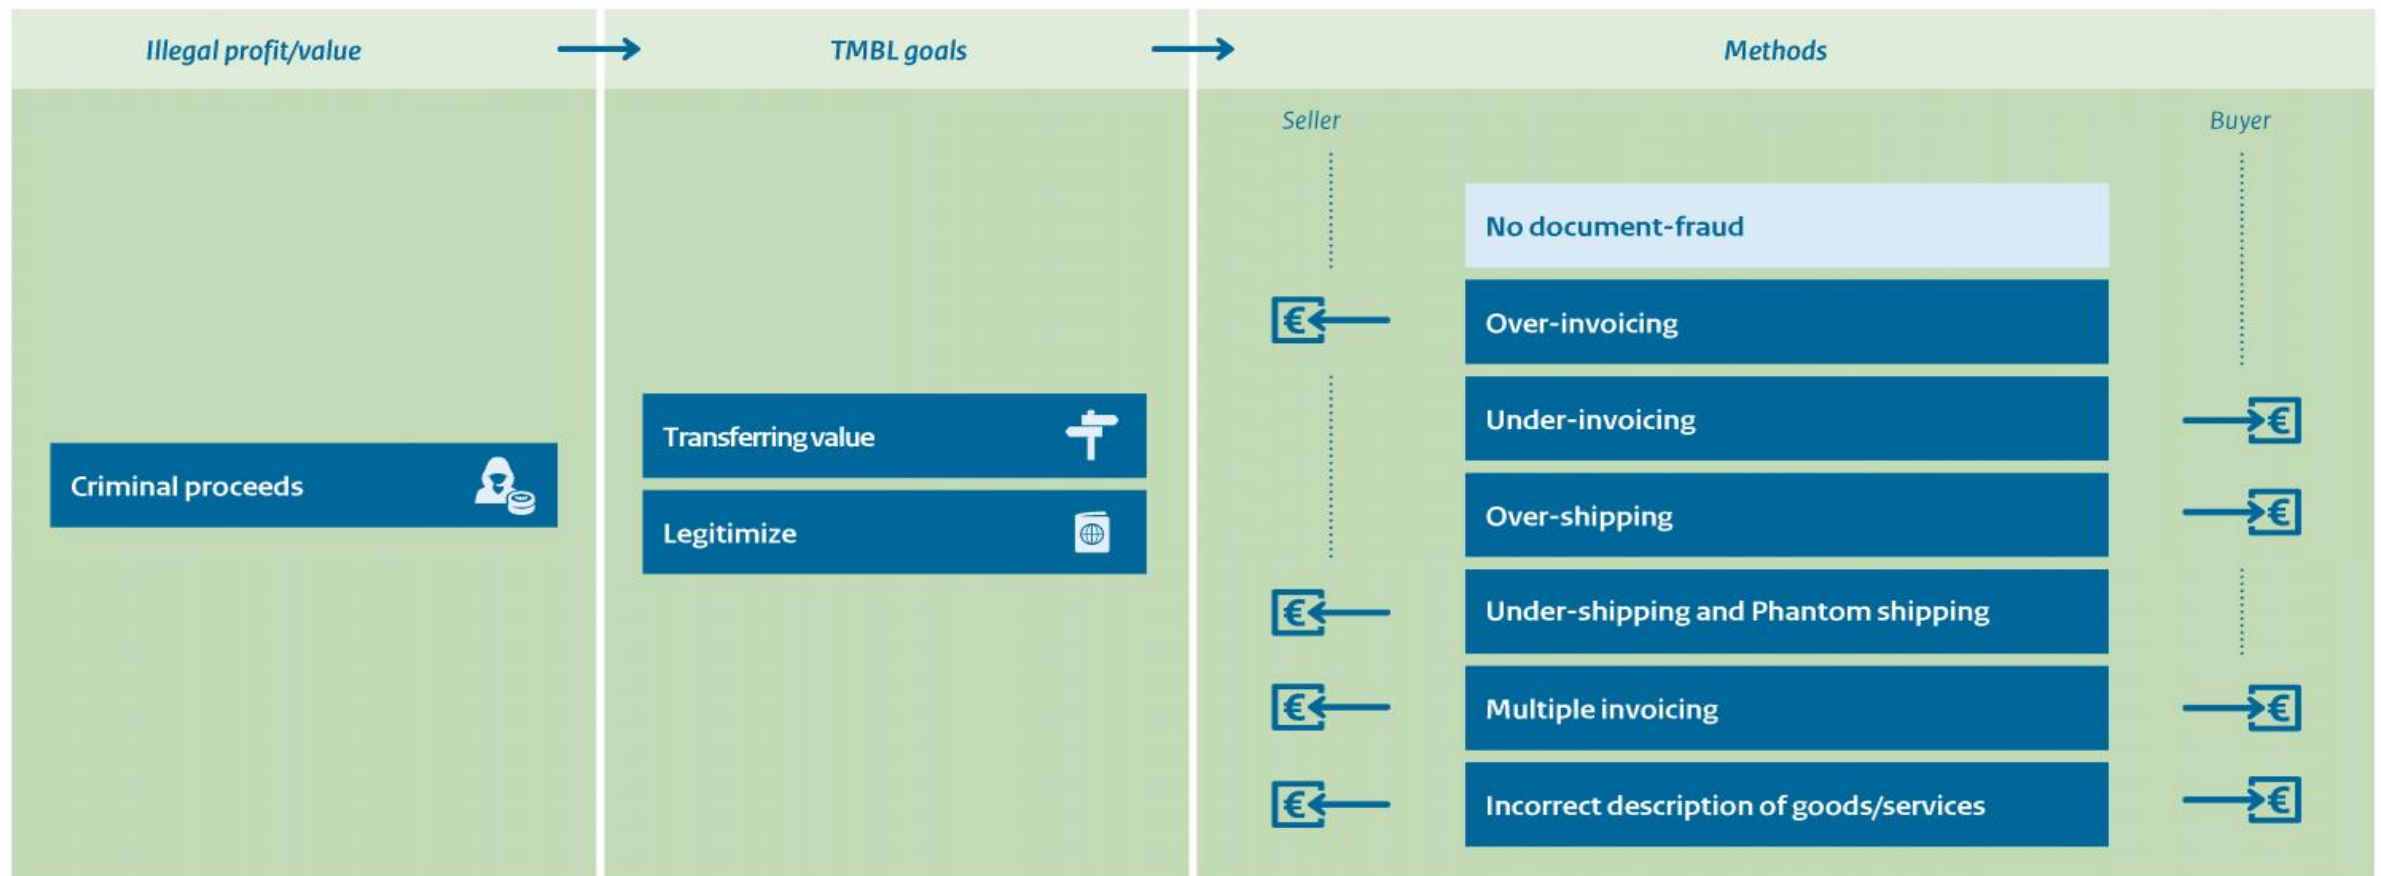 Illegal profit/value
TMBL goals
Methods
Seller
Buyer
No document-fraud
€
Over-invoicing
Under-invoicing
€
Transferring value
Criminal proceeds
Over-shipping
€
Legitimize
€
Under-shipping and Phantom shipping
€
Multiple invoicing
€
€
Incorrect description of goods/services
€